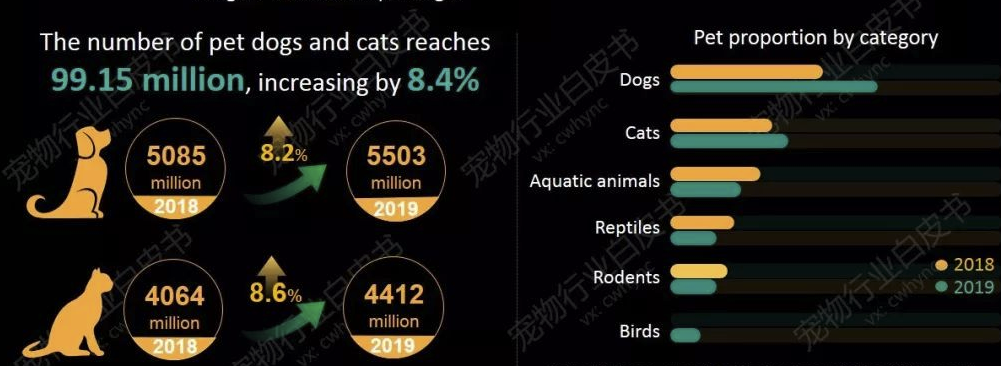 The number of pet dogs and cats reaches
99.15 million, increasing by 8.4%
5085
million
2018
8.2%
5503
million
2019
4064
million
2018
8.6%
4412
million
2019
Pet proportion by category
Dogs
Cats
Aquatic animals
Reptiles
Rodents
Birds
2018
2019
宠物行业白皮书
vx: cwhync